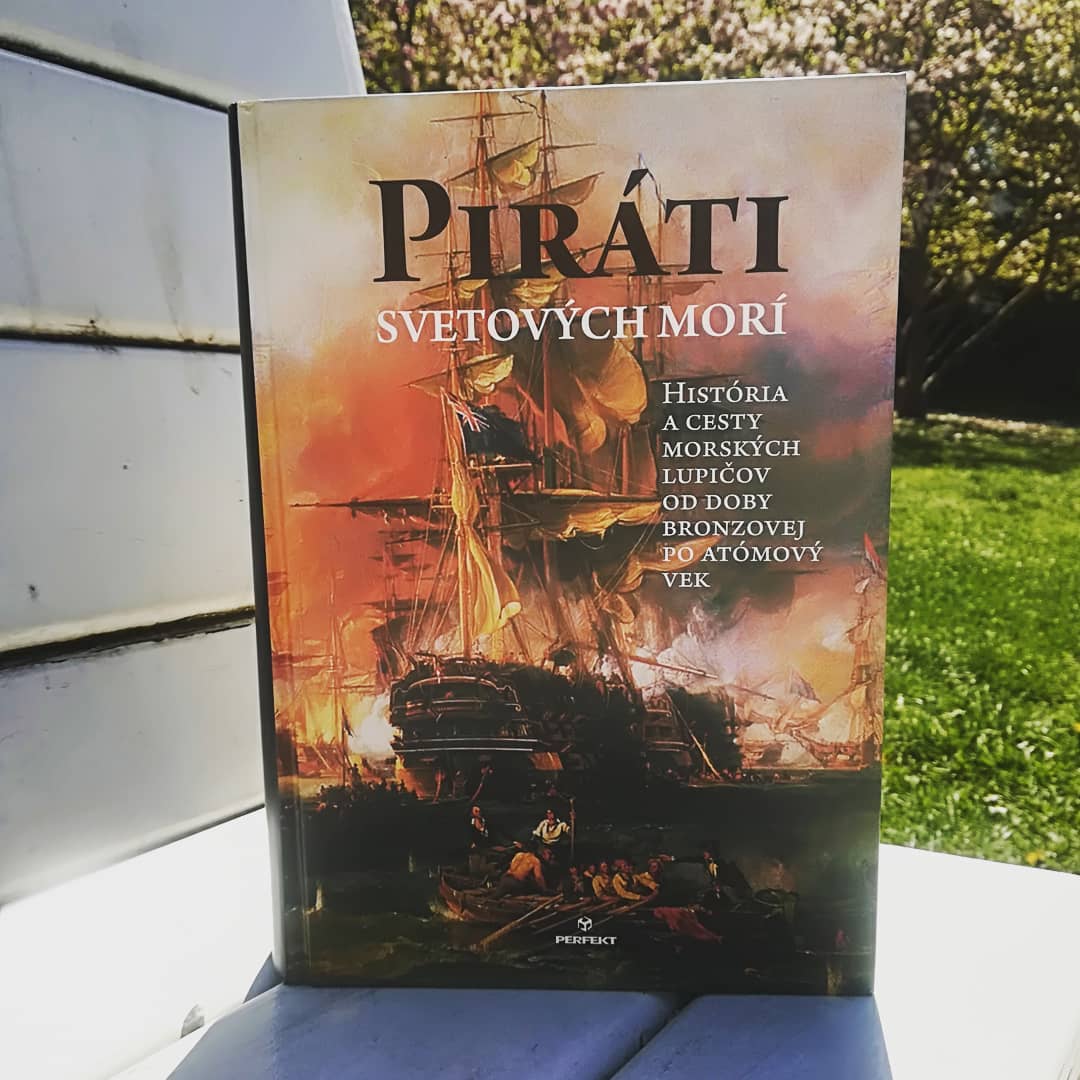 PIRÁTI
SVETOVÝCH MORÍ
HISTÓRIA
A CESTY
MORSKÝCH
LUPIČOV
OD DOBY
BRONZOVEJ
PO ATÓMOVÝ
VEK
PERFEKT